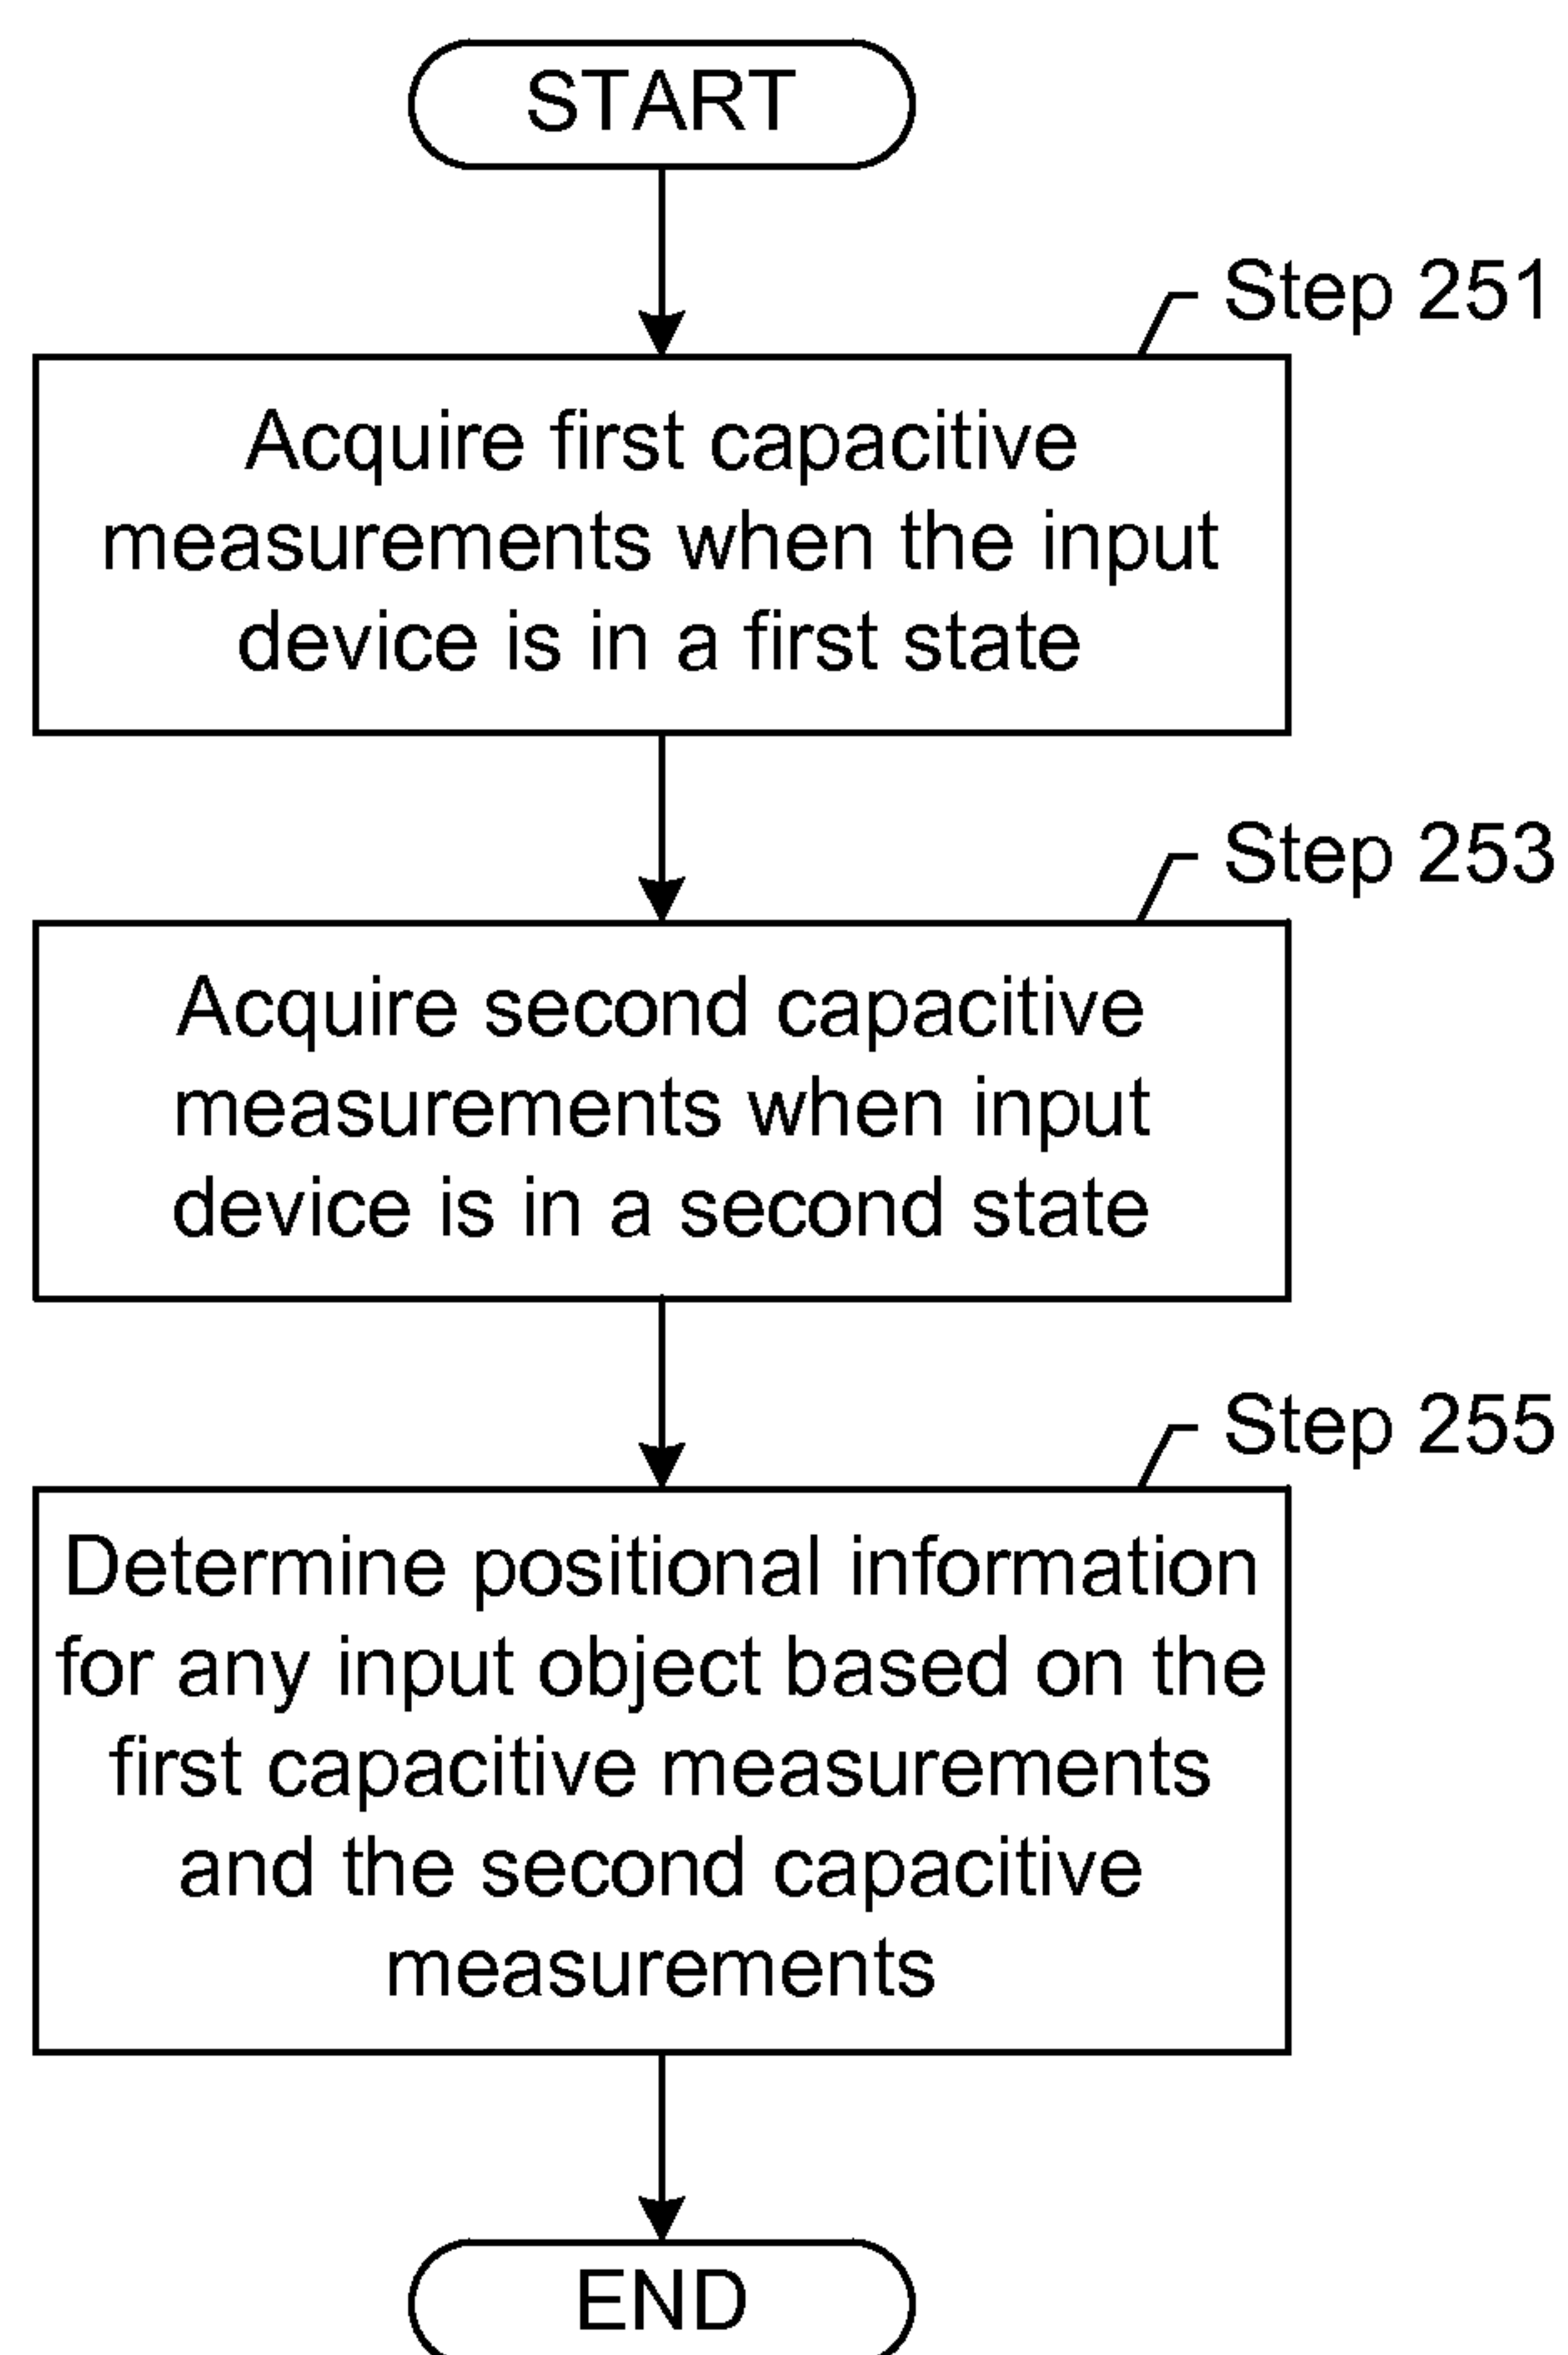 START
Step 251
Acquire first capacitive
measurements when the input
device is in a first state
Step 253
Acquire second capacitive
measurements when input
device is in a second state
Step 255
Determine positional information
for any input object based on the
first capacitive measurements
and the second capacitive
measurements
END